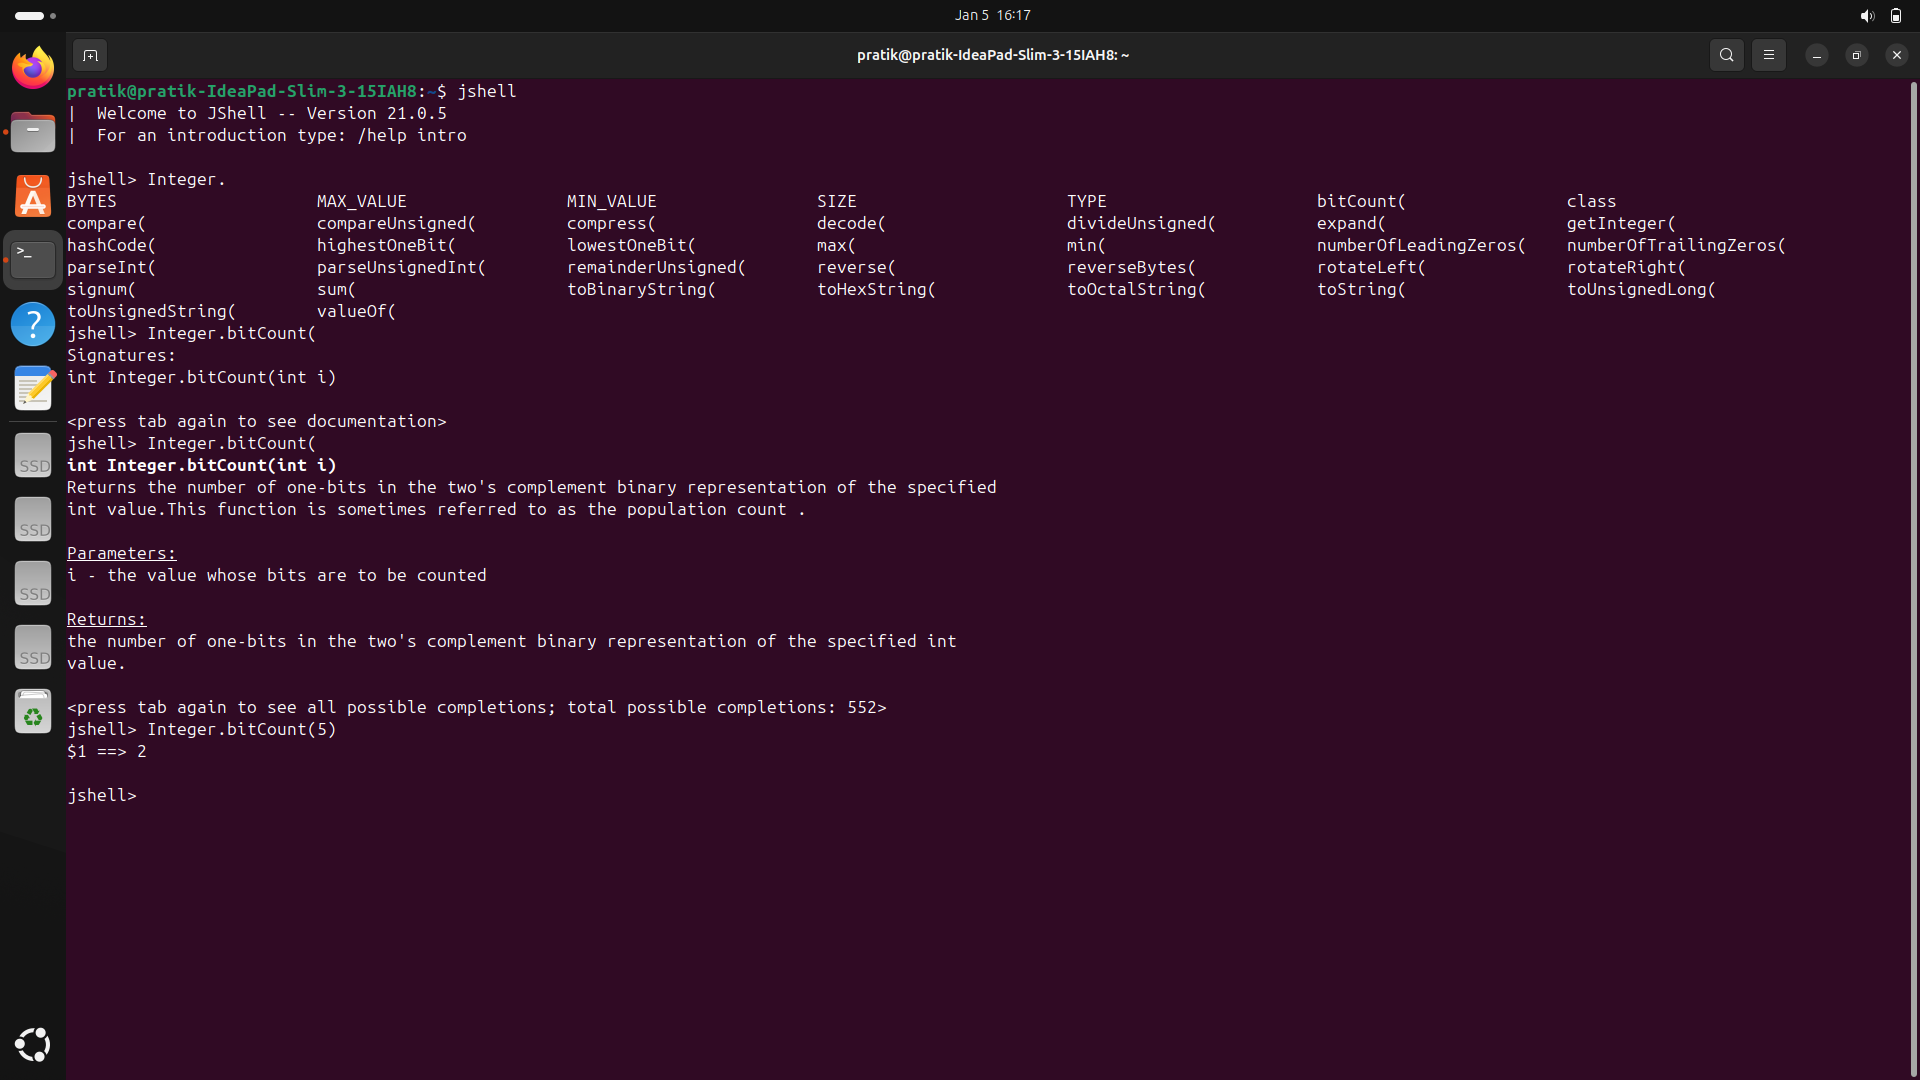 Jan 5 16:17
pratik@pratik-IdeaPad-Slim-3-15IAH8: ~
pratik@pratik-IdeaPad-Slim-3-15IAH8:~$ jshell
|  Welcome to JShell -- Version 21.0.5
|  For an introduction type: /help intro
jshell> Integer.
BYTES MAX_VALUE MIN_VALUE SIZE TYPE bitCount( class
compare( compareUnsigned( compress( decode( divideUnsigned( expand( getInteger(
hashCode( highestOneBit( lowestOneBit( max( min( numberOfLeadingZeros( numberOfTrailingZeros(
parseInt( parseUnsignedInt( remainderUnsigned( reverse( reverseBytes( rotateLeft( rotateRight(
signum( sum( toBinaryString( toHexString( toOctalString( toString( toUnsignedLong(
toUnsignedString( valueOf(
jshell> Integer.bitCount(
Signatures:
int Integer.bitCount(int i)
<press tab again to see documentation>
jshell> Integer.bitCount(
int Integer.bitCount(int i)
Returns the number of one-bits in the two's complement binary representation of the specified
int value.This function is sometimes referred to as the population count .
Parameters:
i - the value whose bits are to be counted
Returns:
the number of one-bits in the two's complement binary representation of the specified int
value.
<press tab again to see all possible completions; total possible completions: 552>
jshell> Integer.bitCount(5)
$1 ==> 2
jshell>
SSD
SSD
SSD
SSD